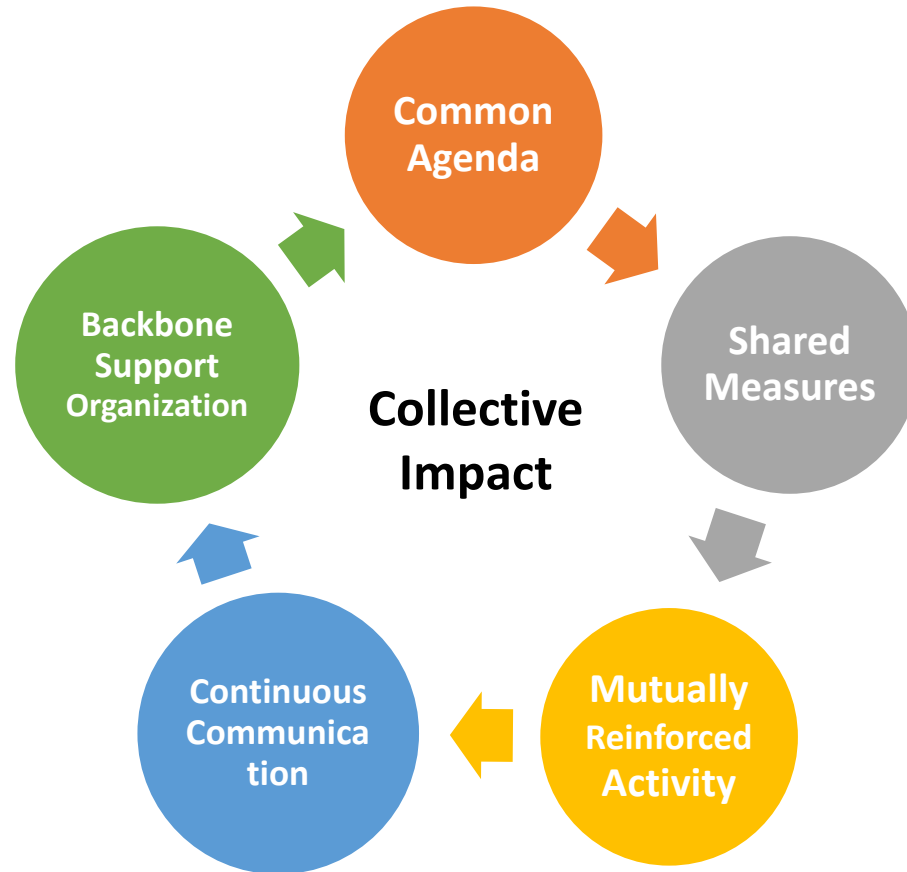 Common
Agenda
Shared
Measures
Mutually
Reinforced
Activity
Continuous
Communica
tion
Backbone
Support
Organization
Collective
Impact